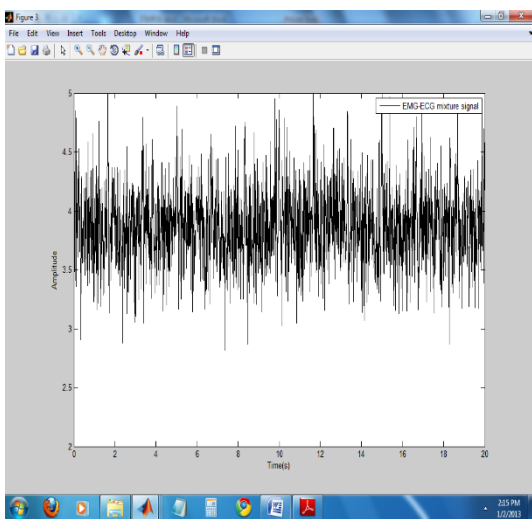 Figure 3
File Edit View Insert Tools Desktop Window Help
EMG-ECG mixture signal
5
4.5
4
3.5
3
2.5
2
Amplitude
0 2 4 6 8 10 12 14 16 18 20
Time(s)
2:15 PM
1/2/2013